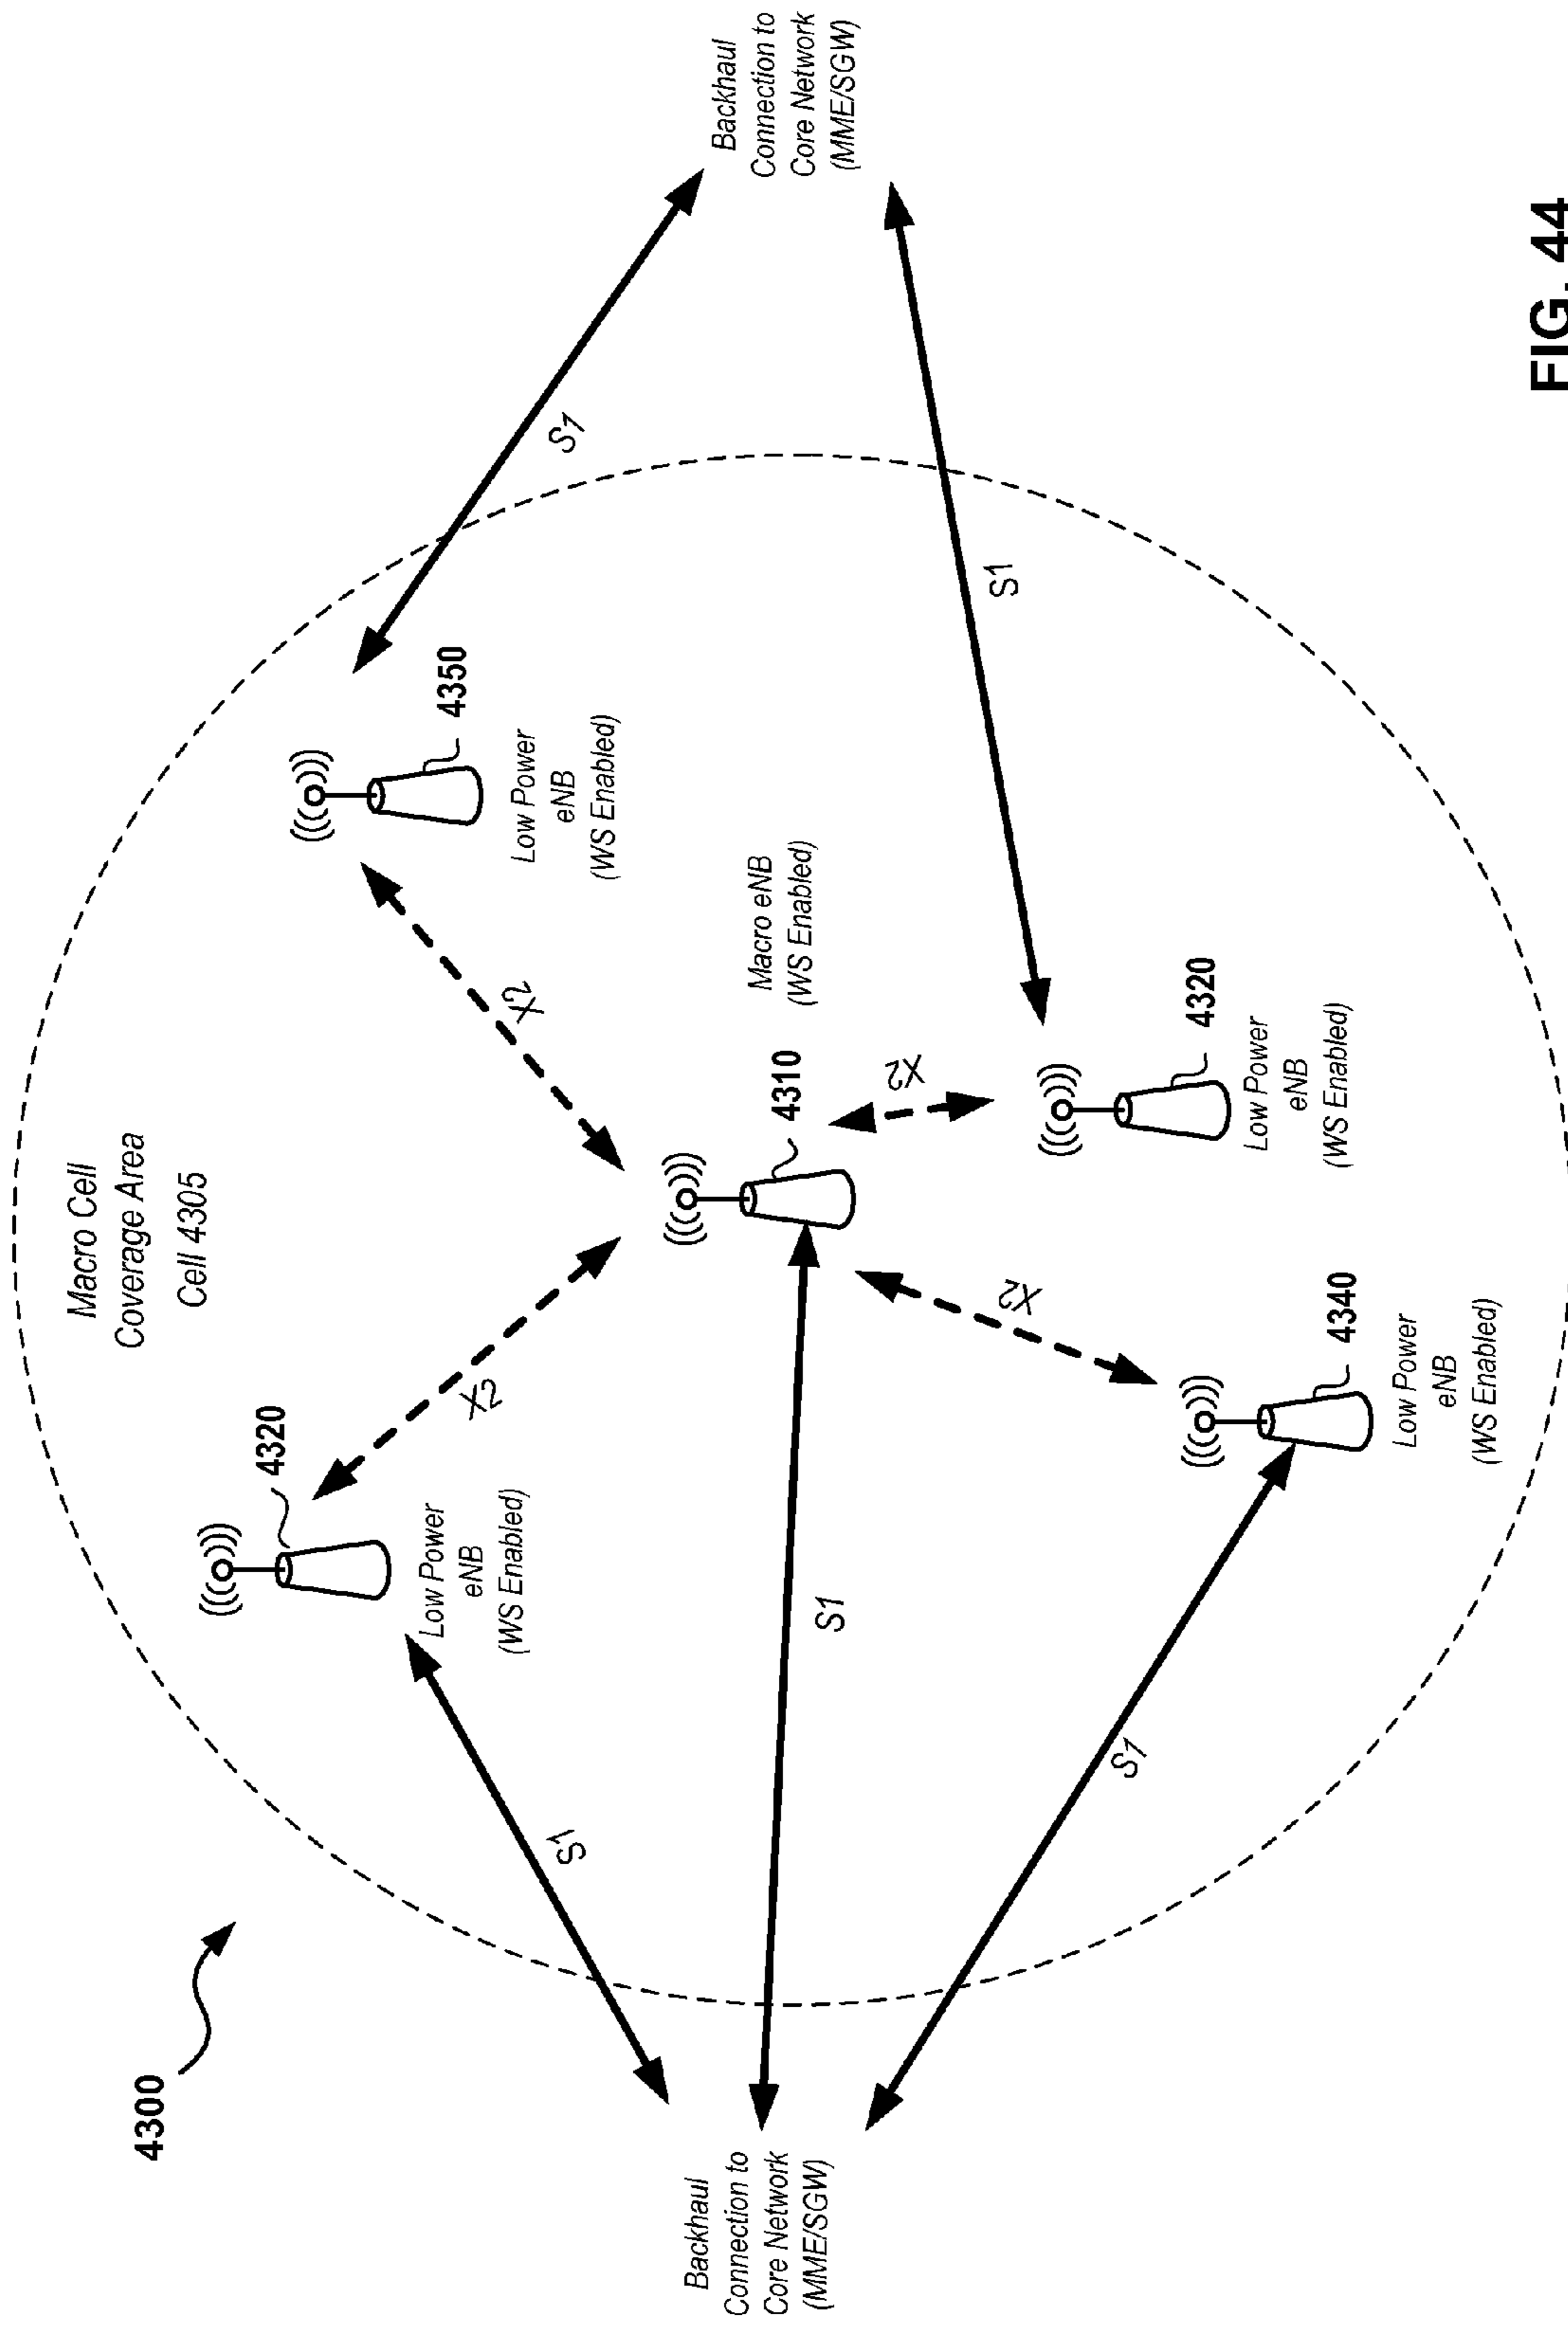 4300
Macro Cell
Coverage Area
Cell 4305
4320
Low Power
eNB
(WS Enabled)
X2
X2
4350
Low Power
eNB
(WS Enabled)
S1
S1
Backhaul
Connection to
Core Network
(MME/SGW)
S1
4310
Macro eNB
(WS Enabled)
Backhaul
Connection to
Core Network
(MME/SGW)
S1
S1
X2
X2
4340
Low Power
eNB
(WS Enabled)
4320
Low Power
eNB
(WS Enabled)
FIG. 44